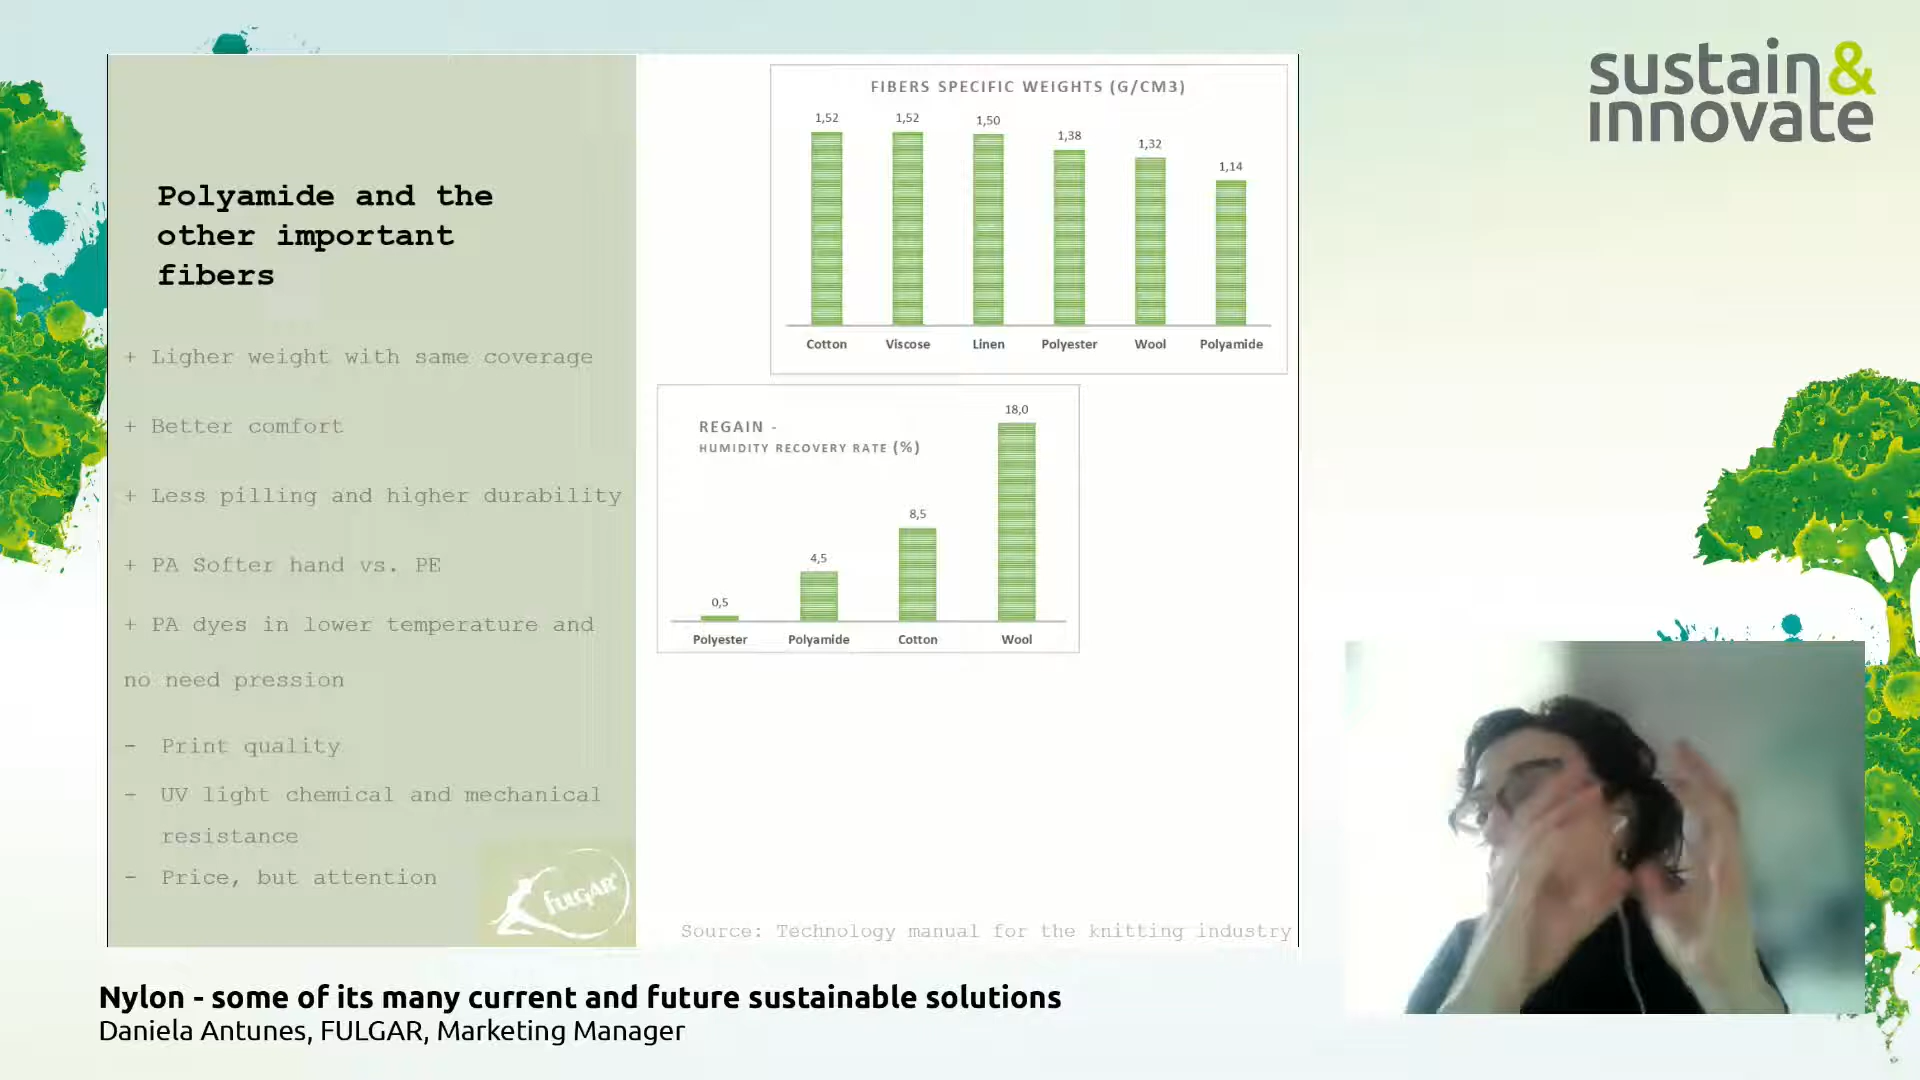 sustain&
innovate
Polyamide and the
other important
fibers
+ Ligher weight with same coverage
+ Better comfort
+ Less pilling and higher durability
+ PA Softer hand vs. PE
+ PA dyes in lower temperature and
no need pression
- Print quality
- UV light chemical and mechanical
resistance
- Price, but attention
fulgar®
FIBERS SPECIFIC WEIGHTS (G/CM3)
1,52 1,52 1,50 1,38 1,32 1,14
Cotton Viscose Linen Polyester Wool Polyamide
REGAIN -
HUMIDITY RECOVERY RATE (%)
0,5 4,5 8,5 18,0
Polyester Polyamide Cotton Wool
Source: Technology manual for the knitting industry
Nylon - some of its many current and future sustainable solutions
Daniela Antunes, FULGAR, Marketing Manager